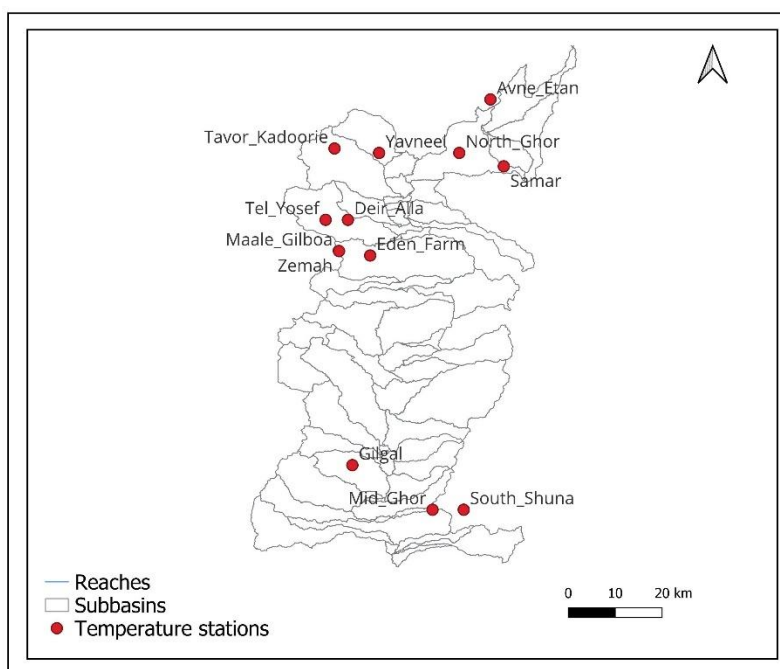 Avne_Etan
Tavor_Kadoorie
Yavneel
North_Ghor
Samar
Tel_Yosef
Deir_Alla
Maale_Gilboa
Eden_Farm
Zemah
Gilgal
Mid_Ghor
South_Shuna
Reaches
Subbasins
Temperature stations
0 10 20 km